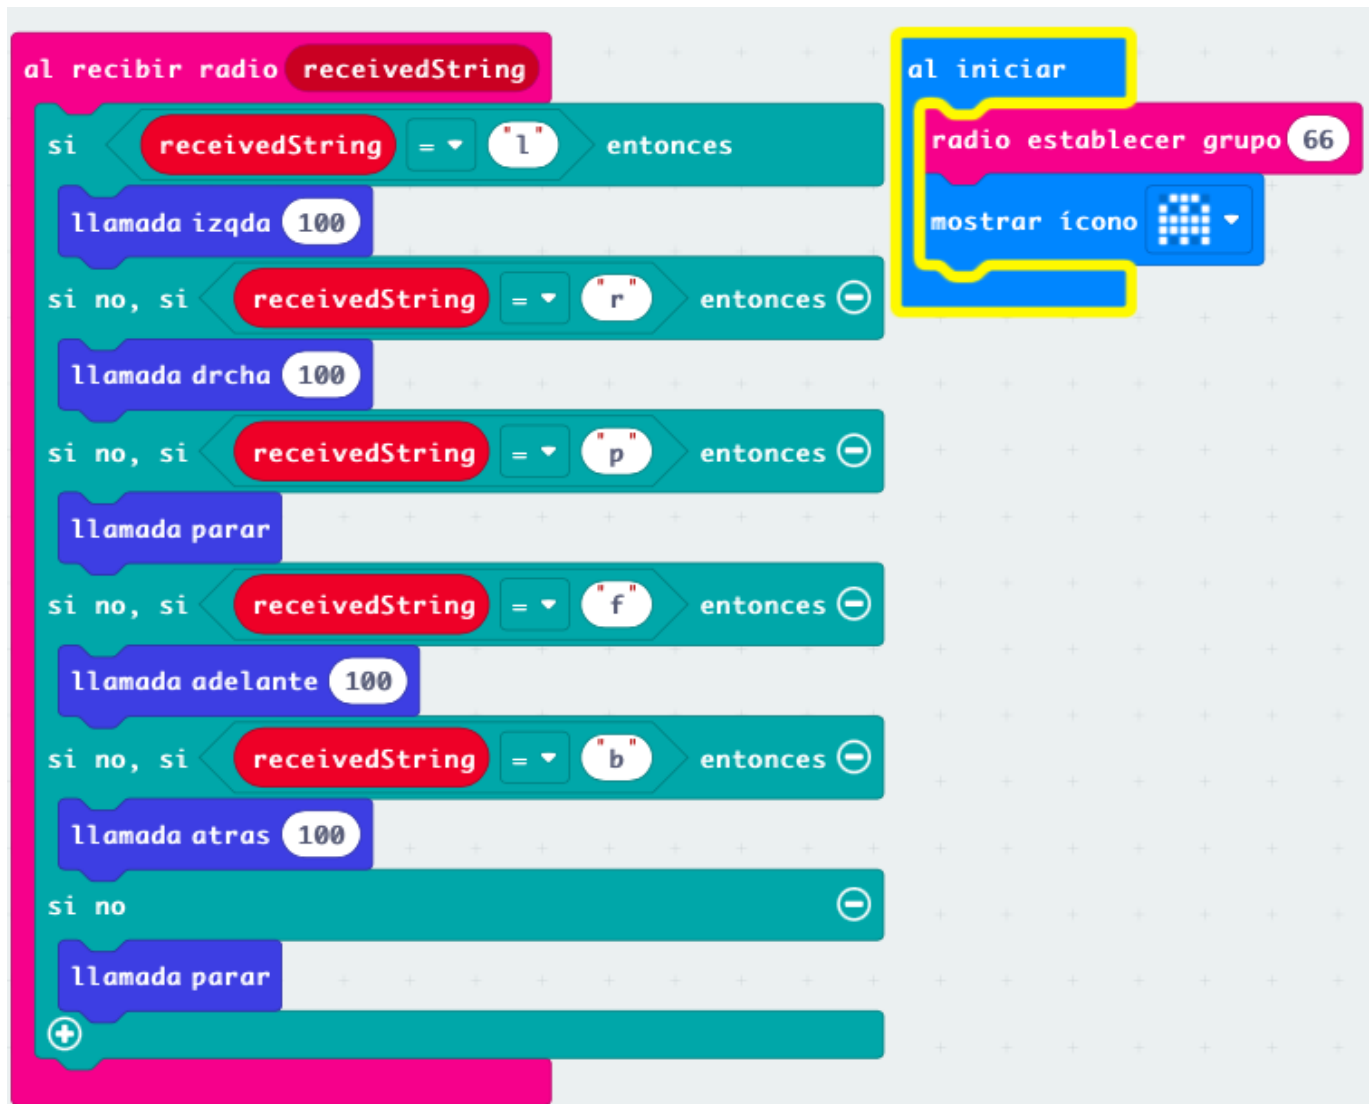 al recibir radio receivedString
si receivedString = "l" entonces
llamada izqda 100
si no, si receivedString = "r" entonces
llamada drcha 100
si no, si receivedString = "p" entonces
llamada parar
si no, si receivedString = "f" entonces
llamada adelante 100
si no, si receivedString = "b" entonces
llamada atras 100
si no
llamada parar
al iniciar
radio establecer grupo 66
mostrar ícono